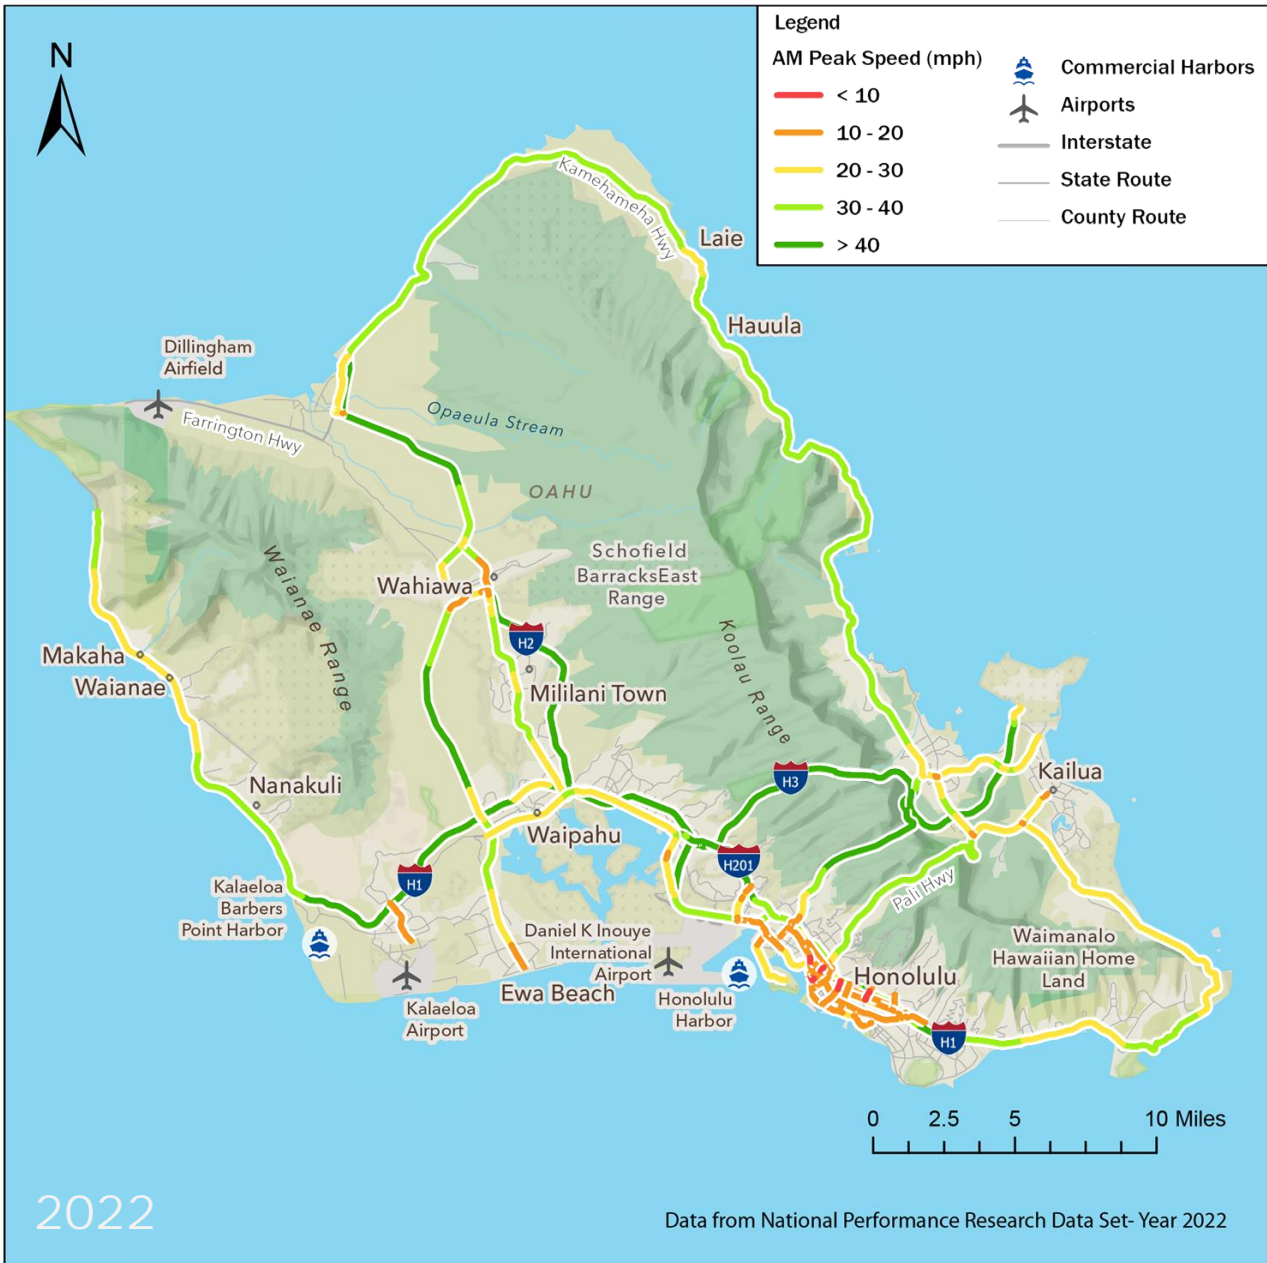 Legend
AM Peak Speed (mph)
< 10
10 - 20
20 - 30
30 - 40
> 40
Commercial Harbors
Airports
Interstate
State Route
County Route
N
Kamehameha Hwy
Laie
Hauula
Dillingham
Airfield
Farrington Hwy
Opaeula Stream
OAHU
Schofield
BarracksEast
Range
Waianae Range
Wahiawa
Koolau Range
H2
Makaha
Waianae
Mililani Town
Nanakuli
H3
Kailua
Waipahu
H201
H1
Pali Hwy
Kalaeloa
Barbers
Point Harbor
Daniel K Inouye
International
Airport
Waimanalo
Hawaiian Home
Land
Ewa Beach
Honolulu
Honolulu
Harbor
Kalaeloa
Airport
H1
0 2.5 5 10 Miles
2022
Data from National Performance Research Data Set- Year 2022